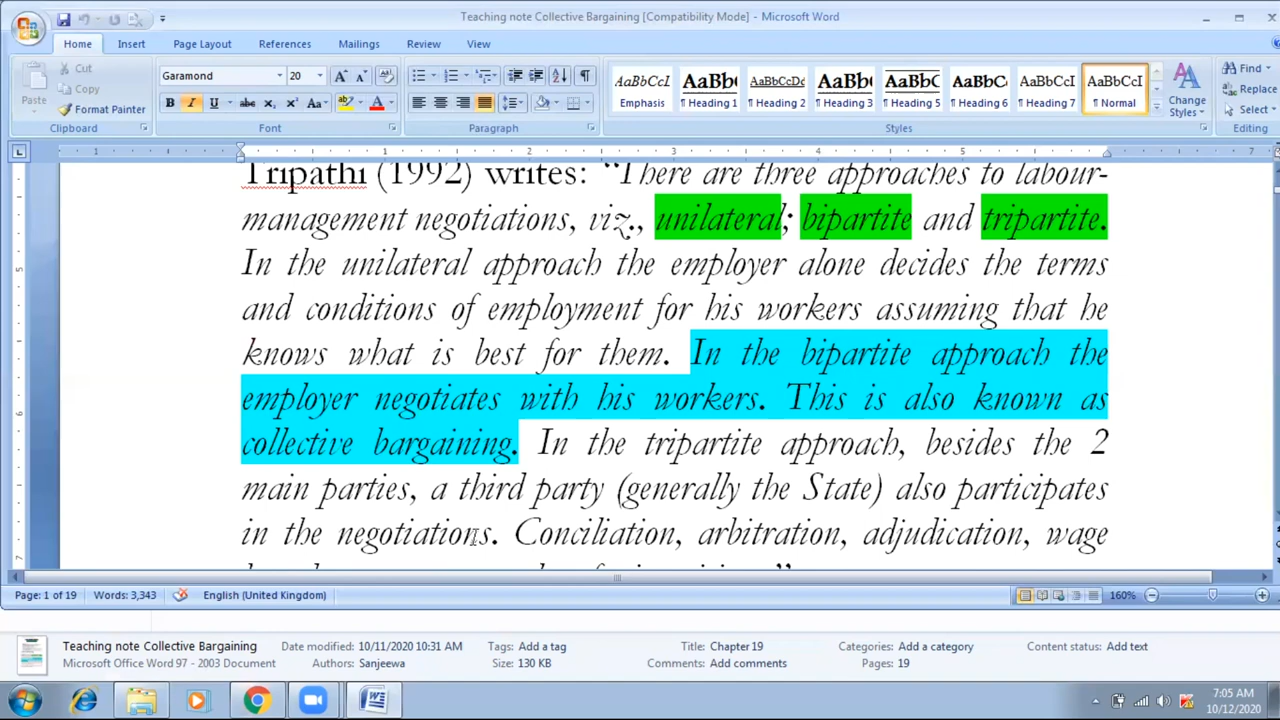 Teaching note Collective Bargaining [Compatibility Mode] - Microsoft Word
Home Insert Page Layout References Mailings Review View
Paste Cut Copy Format Painter
Garamond 20
AaBbCcI Emphasis AaBb( ¶ Heading 1 AaBbCcDc ¶ Heading 2 AaBb( ¶ Heading 3 AaBbC ¶ Heading 5 AaBbCc ¶ Heading 6 AaBbCcI ¶ Heading 7 AaBbCcI ¶ Normal
Change Styles
Find Replace Select
Clipboard Font Paragraph Styles Editing
Tripathi (1992) writes: “There are three approaches to labour-
management negotiations, viz., unilateral; bipartite and tripartite.
In the unilateral approach the employer alone decides the terms
and conditions of employment for his workers assuming that he
knows what is best for them. In the bipartite approach the
employer negotiates with his workers. This is also known as
collective bargaining. In the tripartite approach, besides the 2
main parties, a third party (generally the State) also participates
in the negotiations. Conciliation, arbitration, adjudication, wage
Page: 1 of 19 Words: 3,343 English (United Kingdom) 160%
Teaching note Collective Bargaining Date modified: 10/11/2020 10:31 AM Tags: Add a tag Title: Chapter 19 Categories: Add a category Content status: Add text
Microsoft Office Word 97 - 2003 Document Authors: Sanjeewa Size: 130 KB Comments: Add comments Pages: 19
7:05 AM
10/12/2020